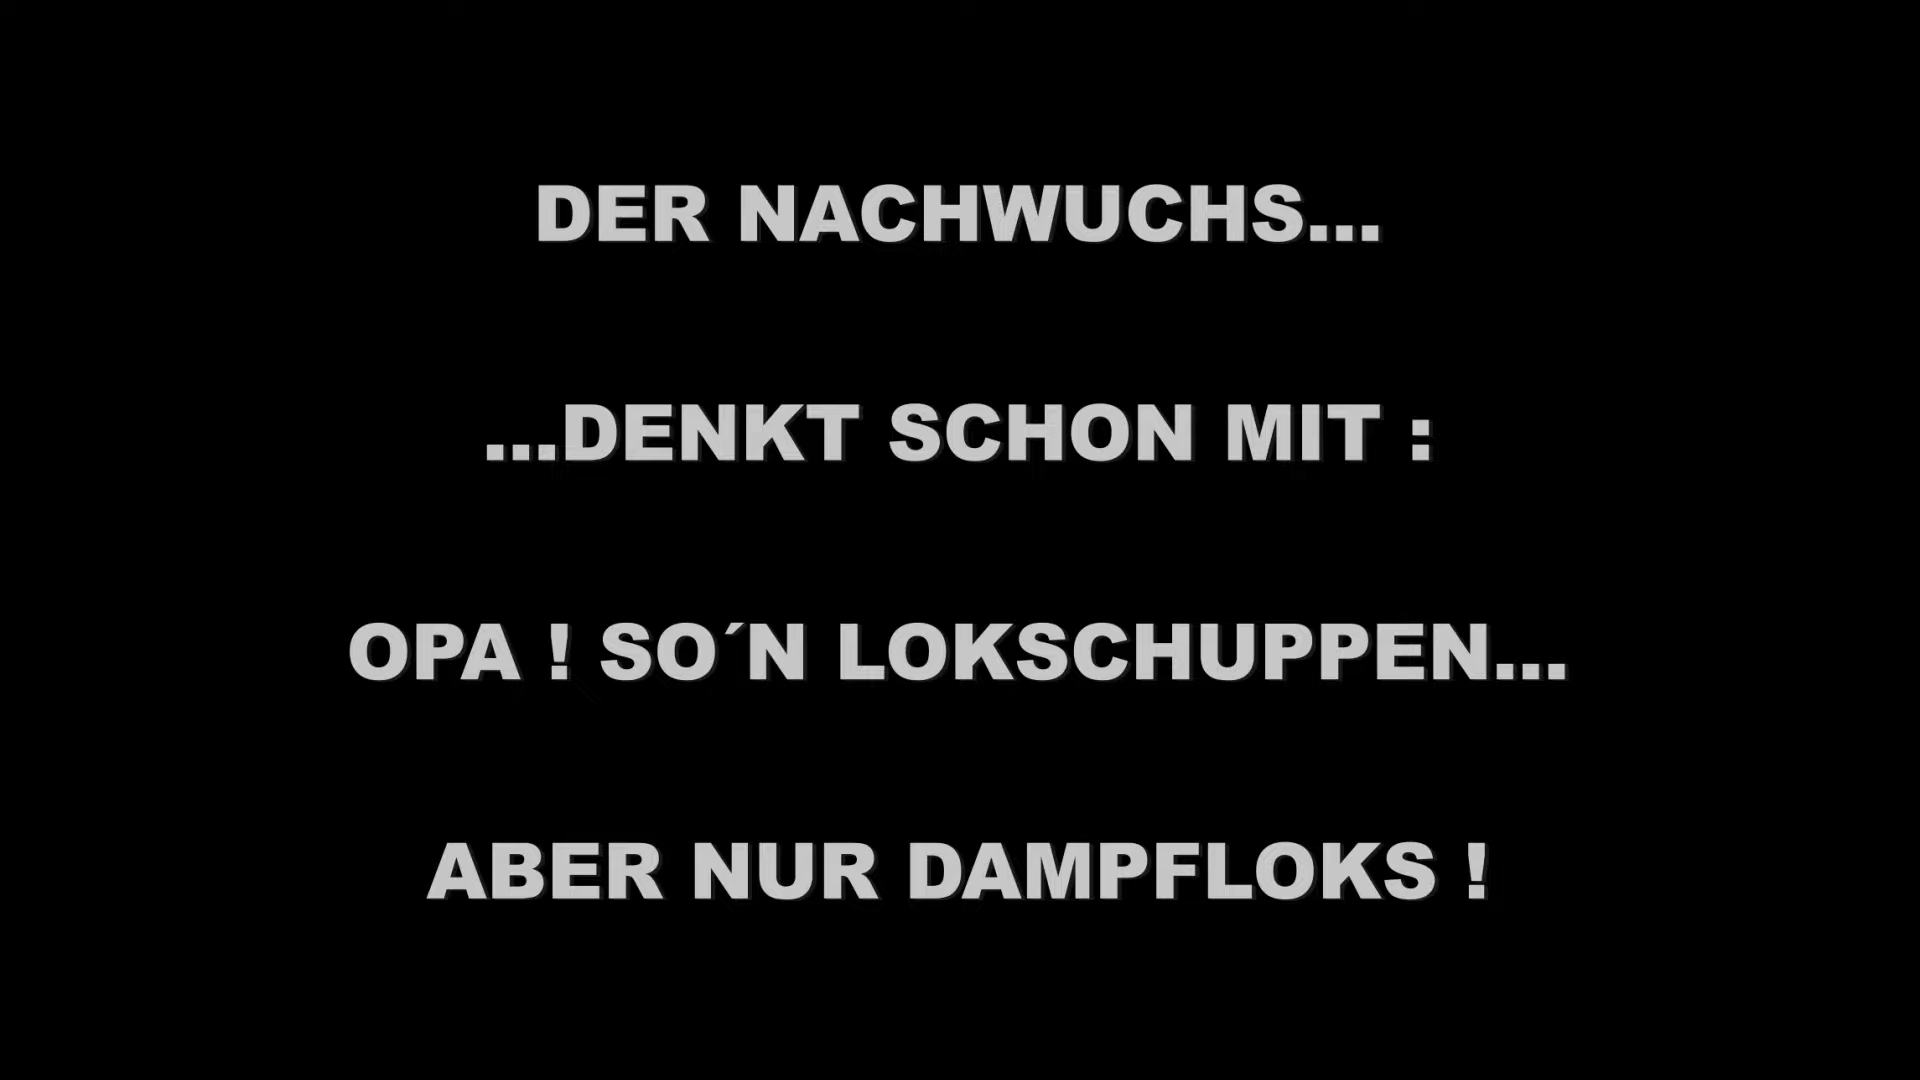 DER NACHWUCHS...
...DENKT SCHON MIT :
OPA ! SO´N LOKSCHUPPEN...
ABER NUR DAMPFLOKS !